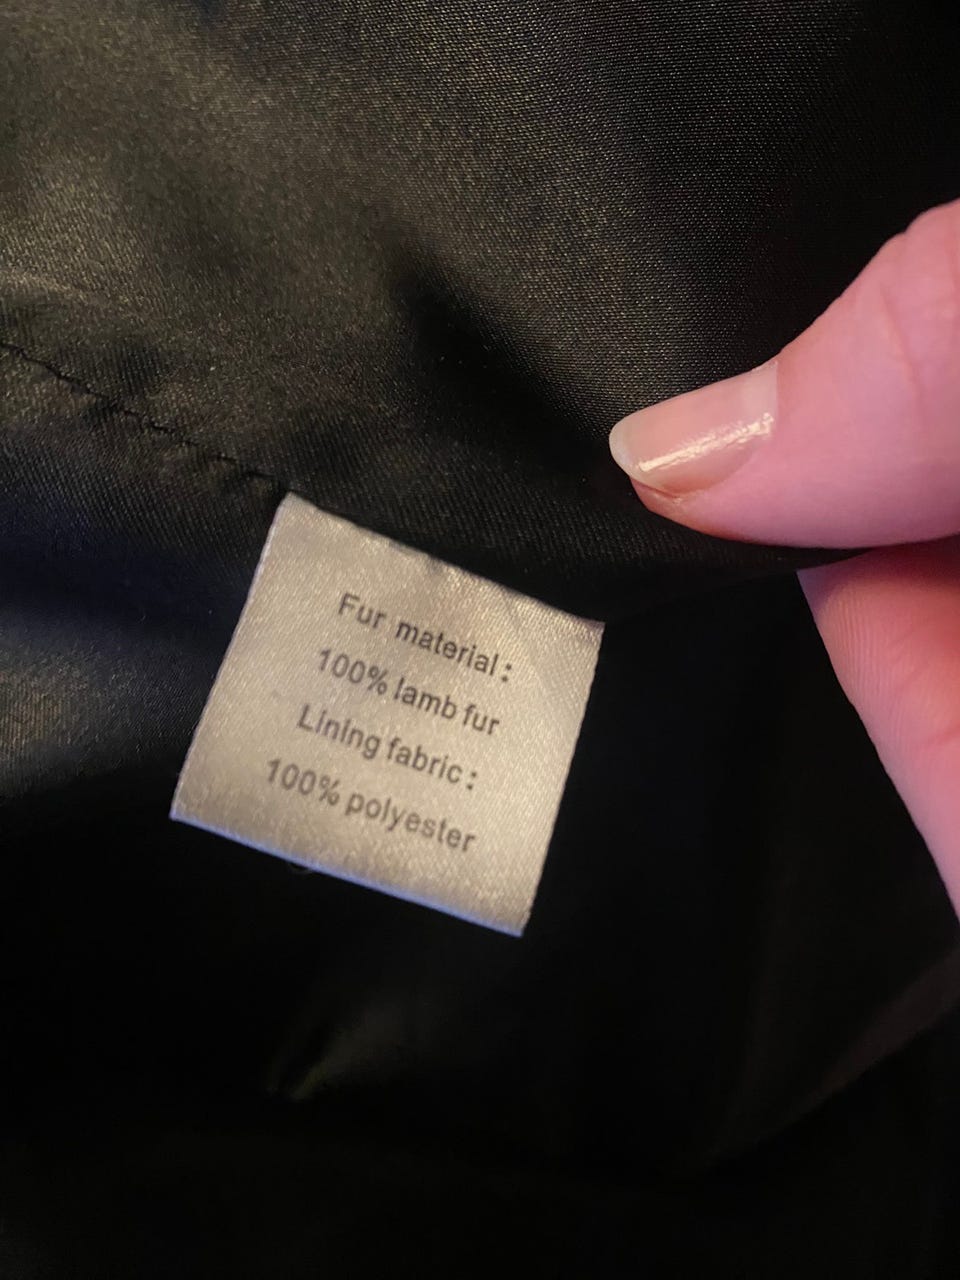 Fur material:
100% lamb fur
Lining fabric:
100% polyester